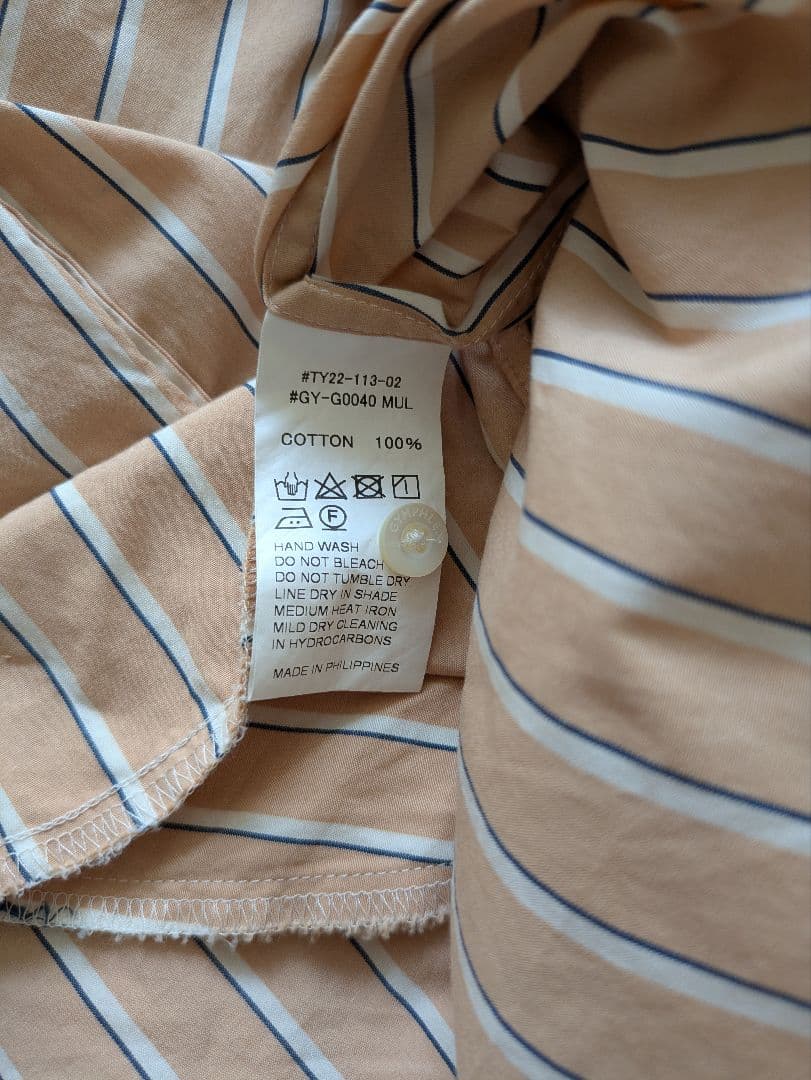 #TY22-113-02
#GY-G0040 MUL
COTTON 100%
F
GYMPHLEX
HAND WASH
DO NOT BLEACH
DO NOT TUMBLE DRY
LINE DRY IN SHADE
MEDIUM HEAT IRON
MILD DRY CLEANING
IN HYDROCARBONS
MADE IN PHILIPPINES